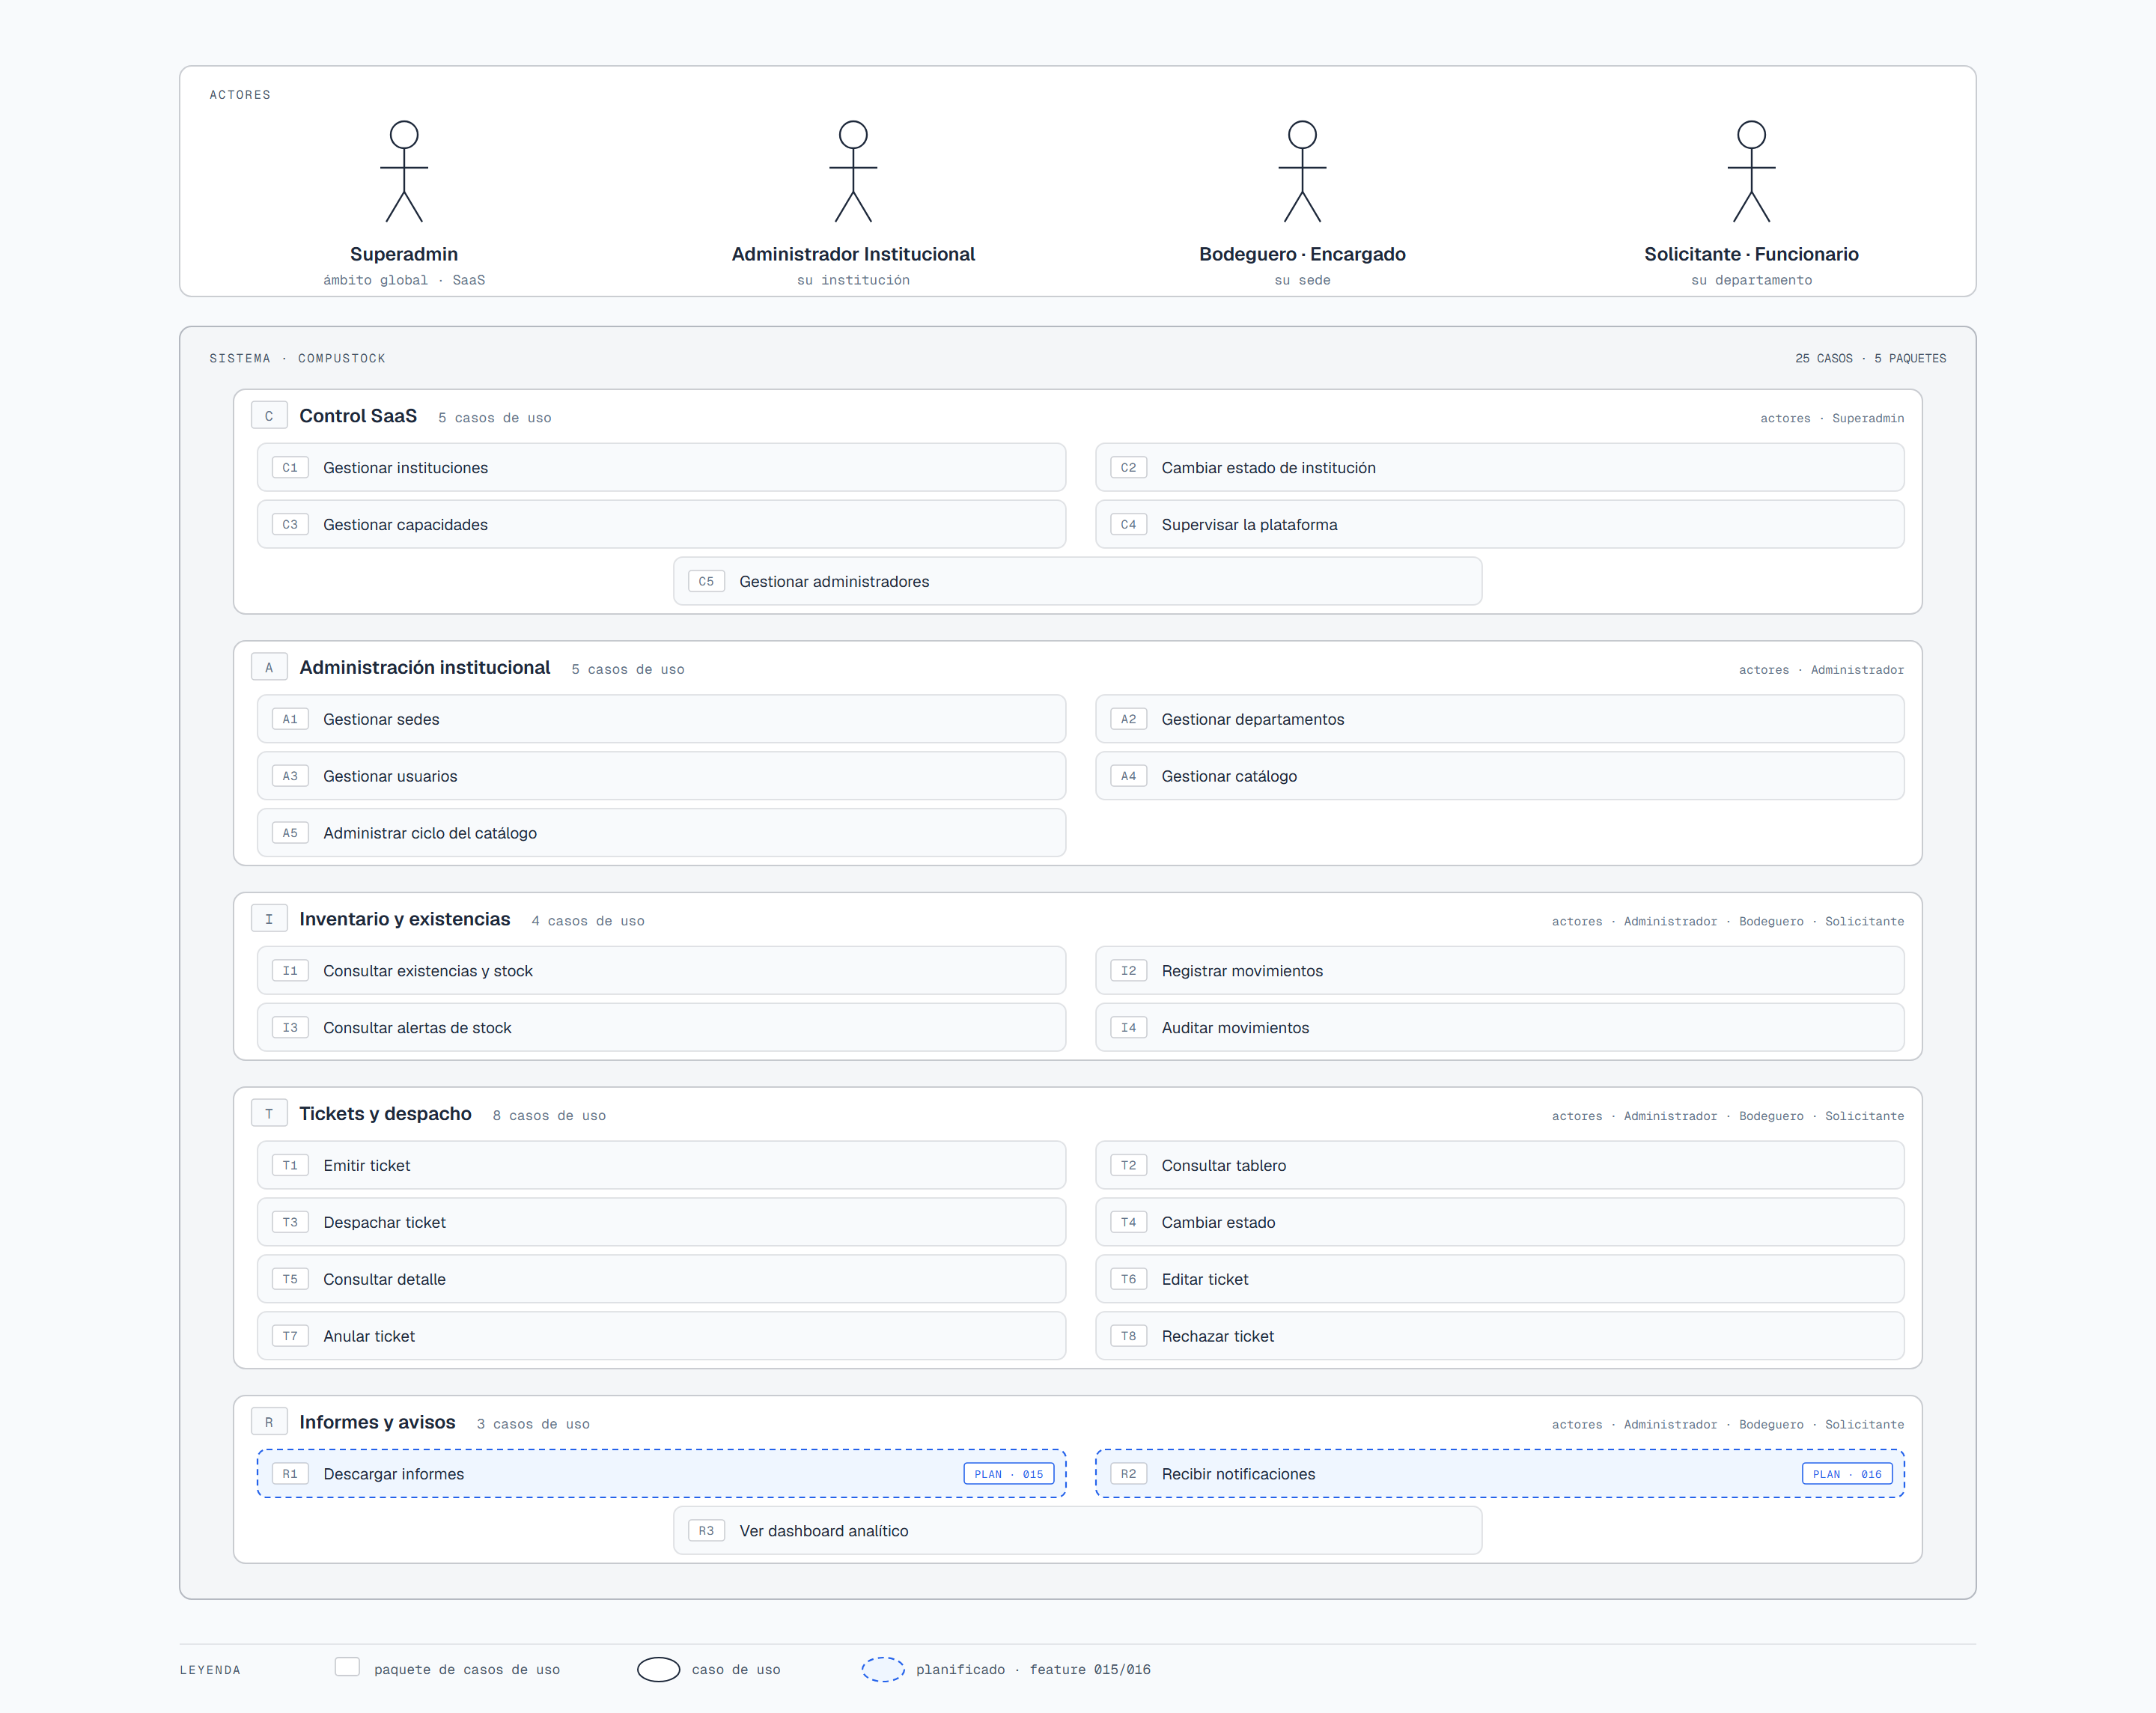 ACTORES
Superadmin
ámbito global · SaaS
Administrador Institucional
su institución
Bodeguero · Encargado
su sede
Solicitante · Funcionario
su departamento
SISTEMA · COMPUSTOCK
25 CASOS · 5 PAQUETES
C Control SaaS 5 casos de uso
actores · Superadmin
C1 Gestionar instituciones
C2 Cambiar estado de institución
C3 Gestionar capacidades
C4 Supervisar la plataforma
C5 Gestionar administradores
A Administración institucional 5 casos de uso
actores · Administrador
A1 Gestionar sedes
A2 Gestionar departamentos
A3 Gestionar usuarios
A4 Gestionar catálogo
A5 Administrar ciclo del catálogo
I Inventario y existencias 4 casos de uso
actores · Administrador · Bodeguero · Solicitante
I1 Consultar existencias y stock
I2 Registrar movimientos
I3 Consultar alertas de stock
I4 Auditar movimientos
T Tickets y despacho 8 casos de uso
actores · Administrador · Bodeguero · Solicitante
T1 Emitir ticket
T2 Consultar tablero
T3 Despachar ticket
T4 Cambiar estado
T5 Consultar detalle
T6 Editar ticket
T7 Anular ticket
T8 Rechazar ticket
R Informes y avisos 3 casos de uso
actores · Administrador · Bodeguero · Solicitante
R1 Descargar informes PLAN · 015
R2 Recibir notificaciones PLAN · 016
R3 Ver dashboard analítico
LEYENDA
paquete de casos de uso
caso de uso
planificado · feature 015/016